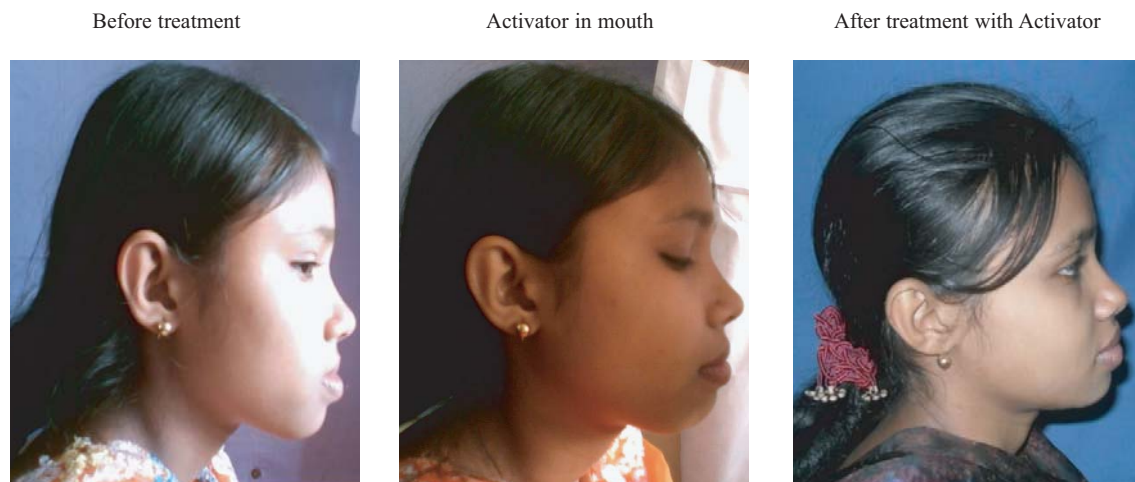 Before treatment
Activator in mouth
After treatment with Activator